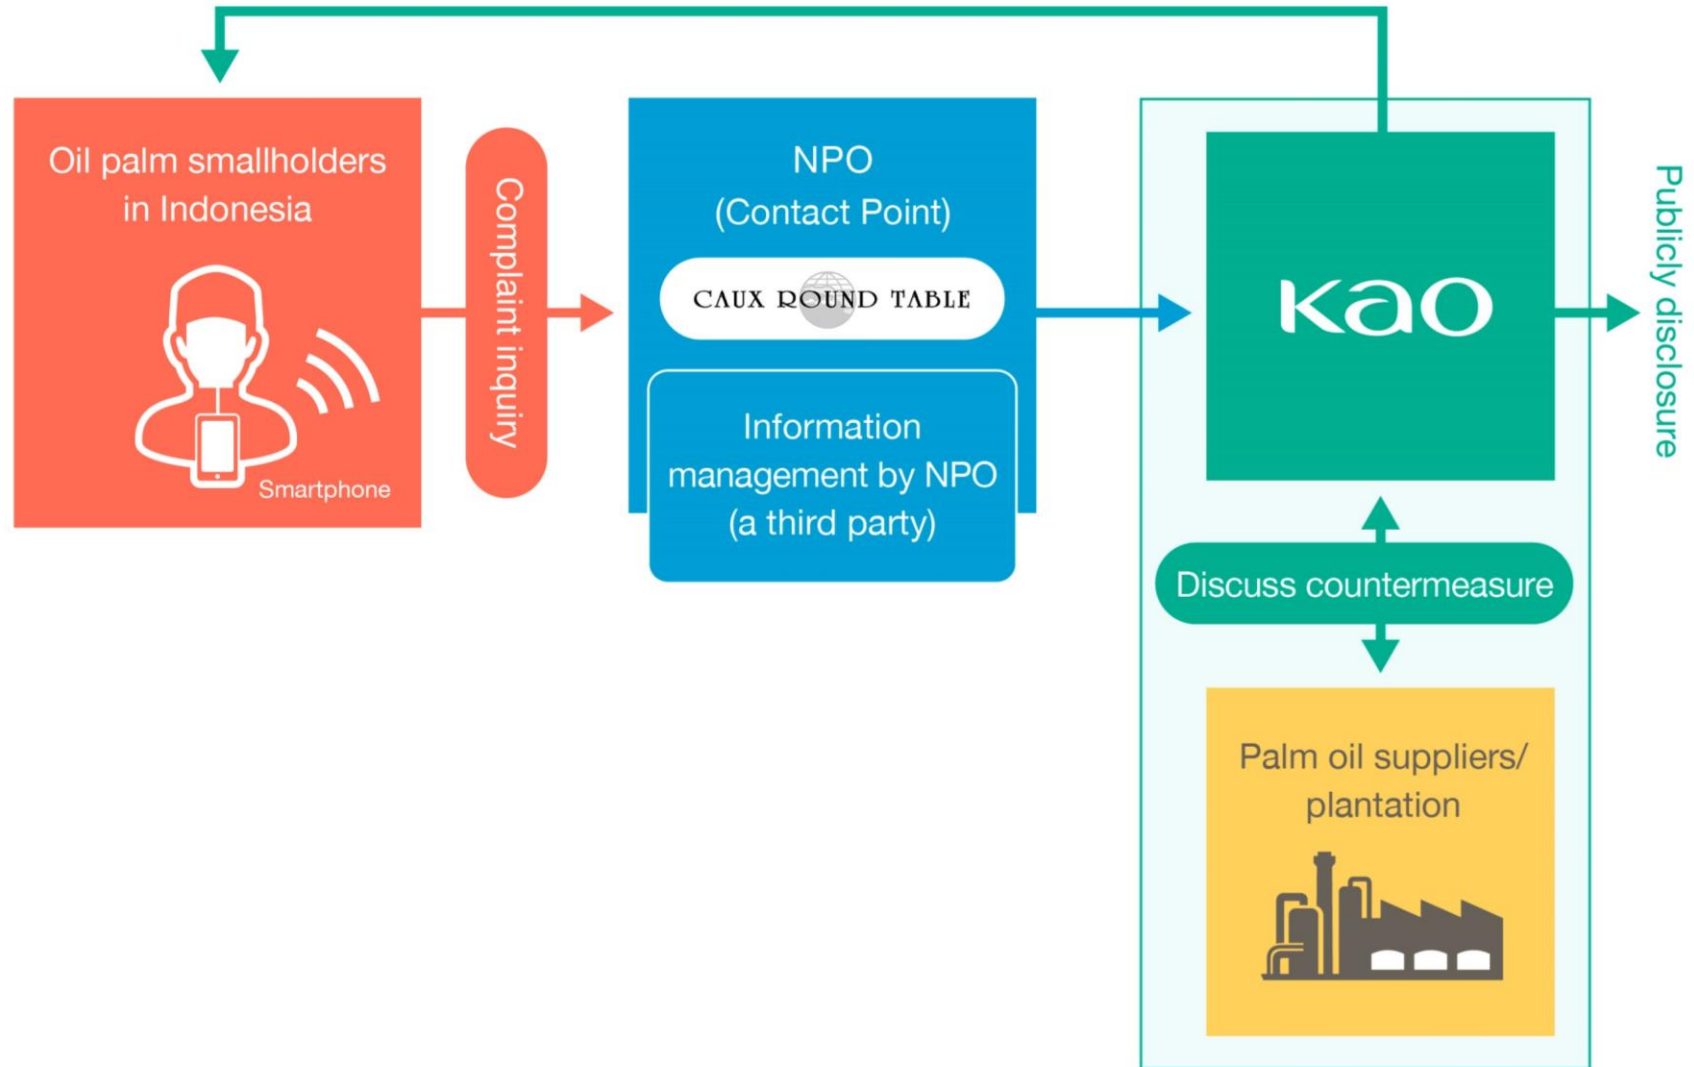 Oil palm smallholders
in Indonesia
Smartphone
Complaint inquiry
NPO
(Contact Point)
CAUX ROUND TABLE
Information
management by NPO
(a third party)
Kao
Publicly disclosure
Discuss countermeasure
Palm oil suppliers/
plantation